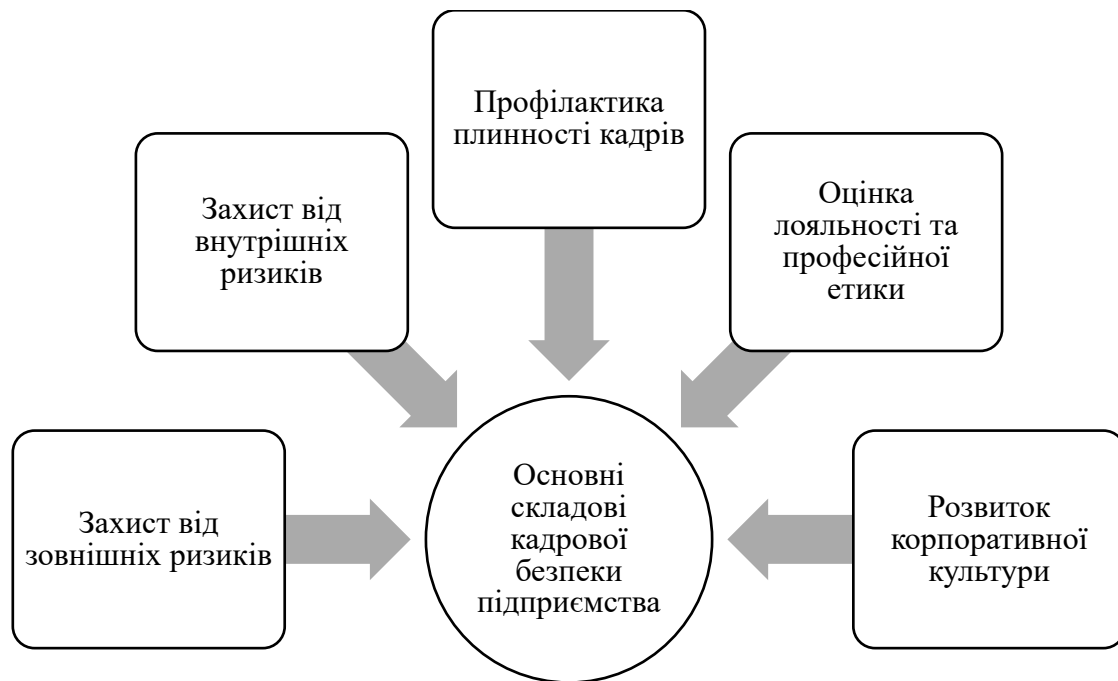 Профілактика
плинності кадрів
Захист від
внутрішніх
ризиків
Оцінка
лояльності та
професійної
етики
Захист від
зовнішніх ризиків
Основні
складові
кадрової
безпеки
підприємства
Розвиток
корпоративної
культури